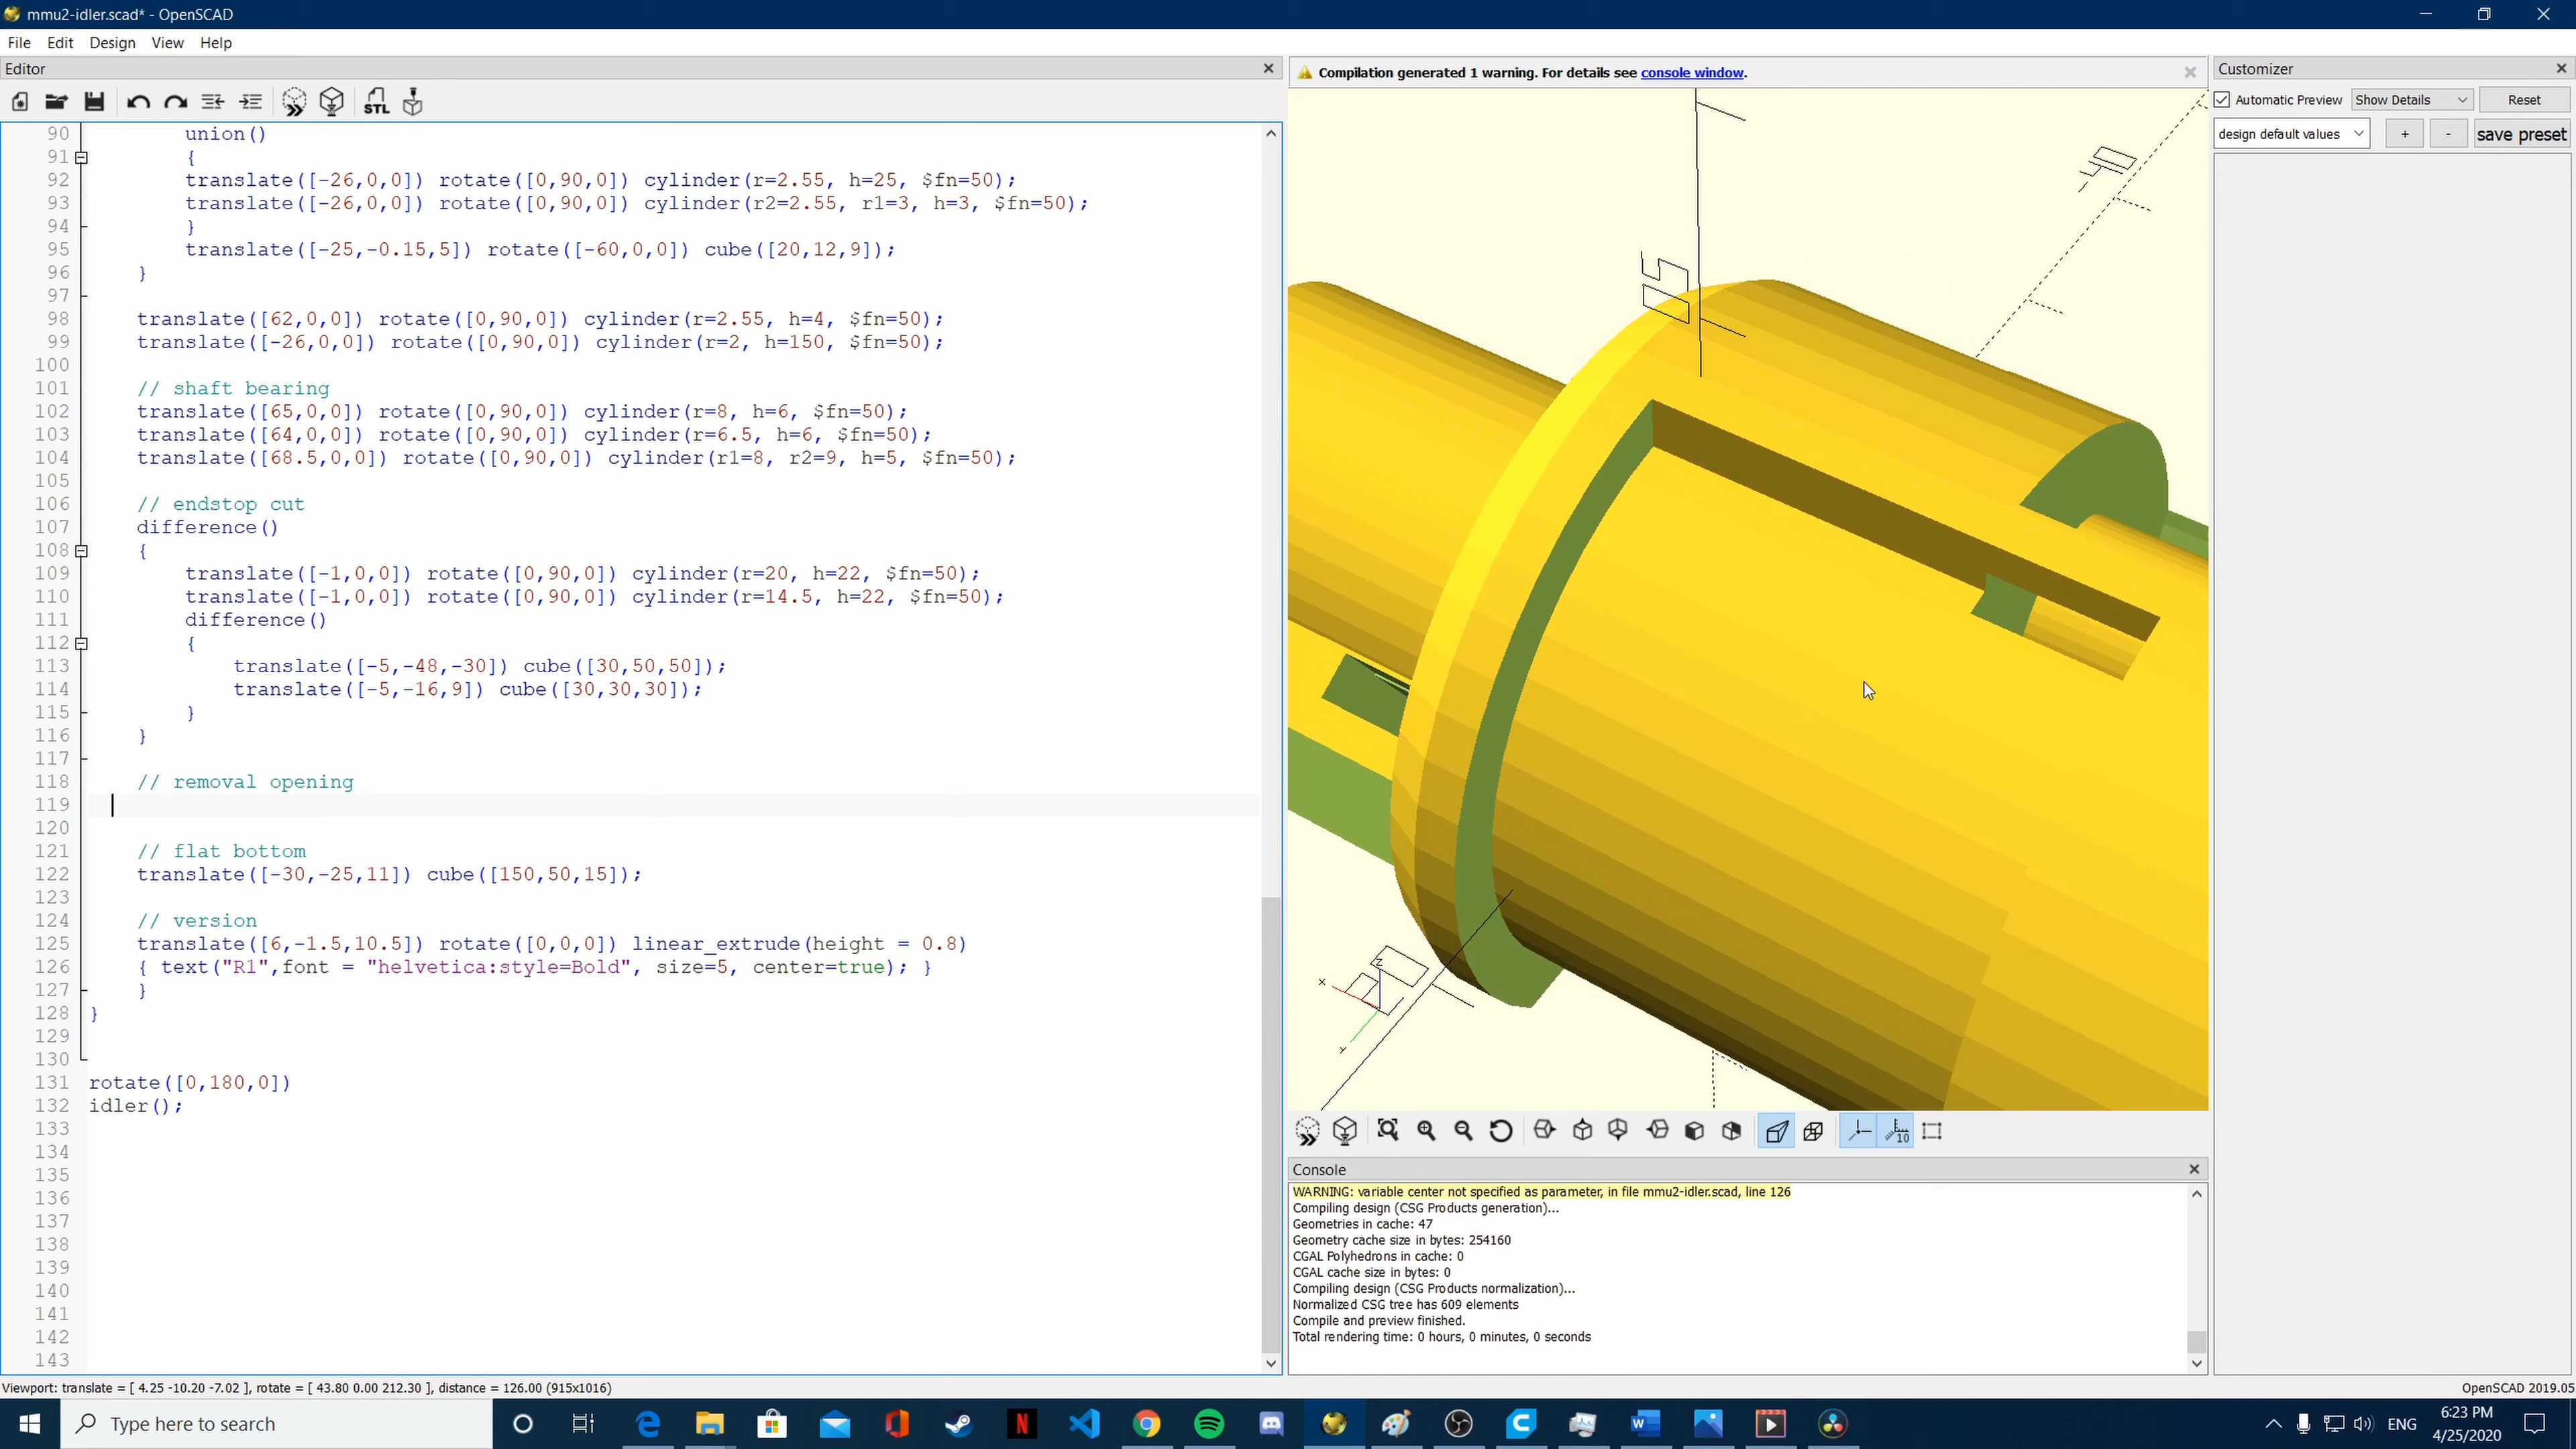 mmu2-idler.scad* - OpenSCAD
File Edit Design View Help
Editor
STL
90 union()
91 {
92 translate([-26,0,0]) rotate([0,90,0]) cylinder(r=2.55, h=25, $fn=50);
93 translate([-26,0,0]) rotate([0,90,0]) cylinder(r2=2.55, r1=3, h=3, $fn=50);
94 }
95 translate([-25,-0.15,5]) rotate([-60,0,0]) cube([20,12,9]);
96 }
97
98 translate([62,0,0]) rotate([0,90,0]) cylinder(r=2.55, h=4, $fn=50);
99 translate([-26,0,0]) rotate([0,90,0]) cylinder(r=2, h=150, $fn=50);
100
101 // shaft bearing
102 translate([65,0,0]) rotate([0,90,0]) cylinder(r=8, h=6, $fn=50);
103 translate([64,0,0]) rotate([0,90,0]) cylinder(r=6.5, h=6, $fn=50);
104 translate([68.5,0,0]) rotate([0,90,0]) cylinder(r1=8, r2=9, h=5, $fn=50);
105
106 // endstop cut
107 difference()
108 {
109 translate([-1,0,0]) rotate([0,90,0]) cylinder(r=20, h=22, $fn=50);
110 translate([-1,0,0]) rotate([0,90,0]) cylinder(r=14.5, h=22, $fn=50);
111 difference()
112 {
113 translate([-5,-48,-30]) cube([30,50,50]);
114 translate([-5,-16,9]) cube([30,30,30]);
115 }
116 }
117
118 // removal opening
119
120
121 // flat bottom
122 translate([-30,-25,11]) cube([150,50,15]);
123
124 // version
125 translate([6,-1.5,10.5]) rotate([0,0,0]) linear_extrude(height = 0.8)
126 { text("R1",font = "helvetica:style=Bold", size=5, center=true); }
127 }
128 }
129
130
131 rotate([0,180,0])
132 idler();
133
134
135
136
137
138
139
140
141
142
143
Compilation generated 1 warning. For details see console window.
x
y
z
10
Console
WARNING: variable center not specified as parameter, in file mmu2-idler.scad, line 126
Compiling design (CSG Products generation)...
Geometries in cache: 47
Geometry cache size in bytes: 254160
CGAL Polyhedrons in cache: 0
CGAL cache size in bytes: 0
Compiling design (CSG Products normalization)...
Normalized CSG tree has 609 elements
Compile and preview finished.
Total rendering time: 0 hours, 0 minutes, 0 seconds
Customizer
Automatic Preview Show Details Reset
design default values + - save preset
Viewport: translate = [ 4.25 -10.20 -7.02 ], rotate = [ 43.80 0.00 212.30 ], distance = 126.00 (915x1016)
OpenSCAD 2019.05
Type here to search
ENG
6:23 PM
4/25/2020